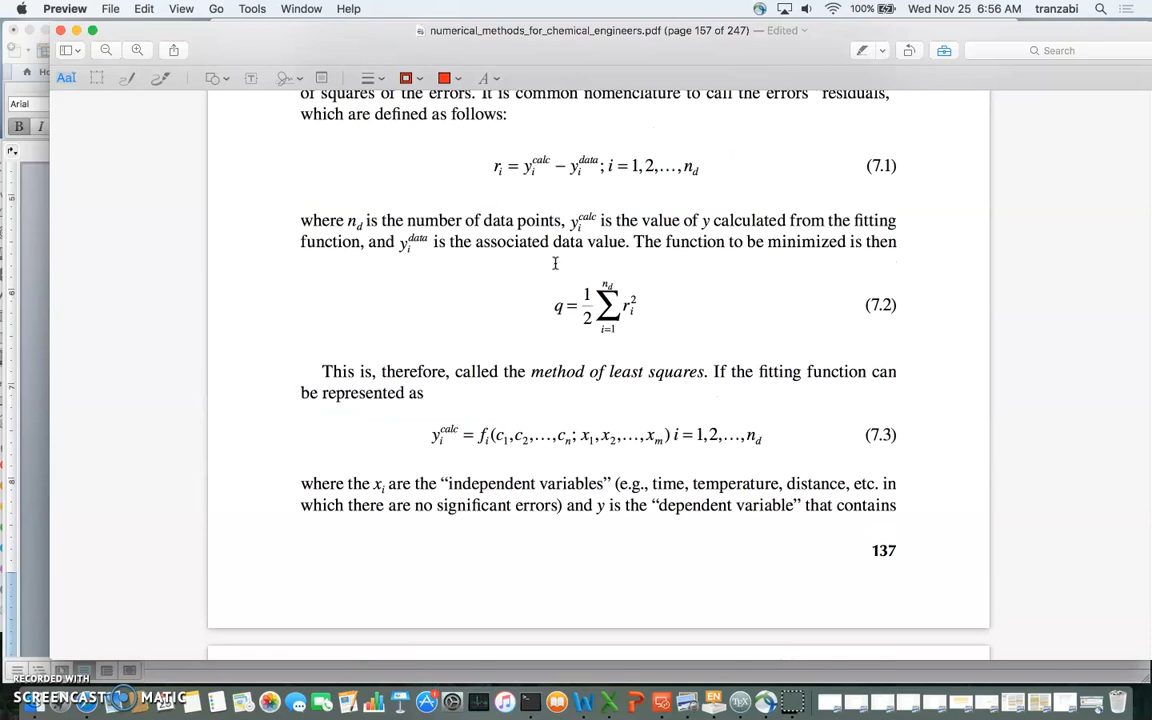 Preview File Edit View Go Tools Window Help 100% Wed Nov 25 6:56 AM tranzabi
numerical_methods_for_chemical_engineers.pdf (page 157 of 247) — Edited
Search
Arial
B I
of squares of the errors. It is common nomenclature to call the errors “residuals,”
which are defined as follows:
r_i = y_i^{calc} − y_i^{data}; i = 1, 2, …, n_d (7.1)
where n_d is the number of data points, y_i^{calc} is the value of y calculated from the fitting
function, and y_i^{data} is the associated data value. The function to be minimized is then
q = \frac{1}{2} \sum_{i=1}^{n_d} r_i^2 (7.2)
This is, therefore, called the method of least squares. If the fitting function can
be represented as
y_i^{calc} = f_i(c_1, c_2, …, c_n; x_1, x_2, …, x_m) i = 1, 2, …, n_d (7.3)
where the x_i are the “independent variables” (e.g., time, temperature, distance, etc. in
which there are no significant errors) and y is the “dependent variable” that contains
137
RECORDED WITH
SCREENCAST MATIC